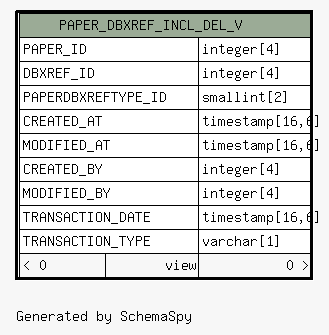 PAPER_DBXREF_INCL_DEL_V
PAPER_ID integer[4]
DBXREF_ID integer[4]
PAPERDBXREFTYPE_ID smallint[2]
CREATED_AT timestamp[16,6]
MODIFIED_AT timestamp[16,6]
CREATED_BY integer[4]
MODIFIED_BY integer[4]
TRANSACTION_DATE timestamp[16,6]
TRANSACTION_TYPE varchar[1]
< 0 view 0 >
Generated by SchemaSpy